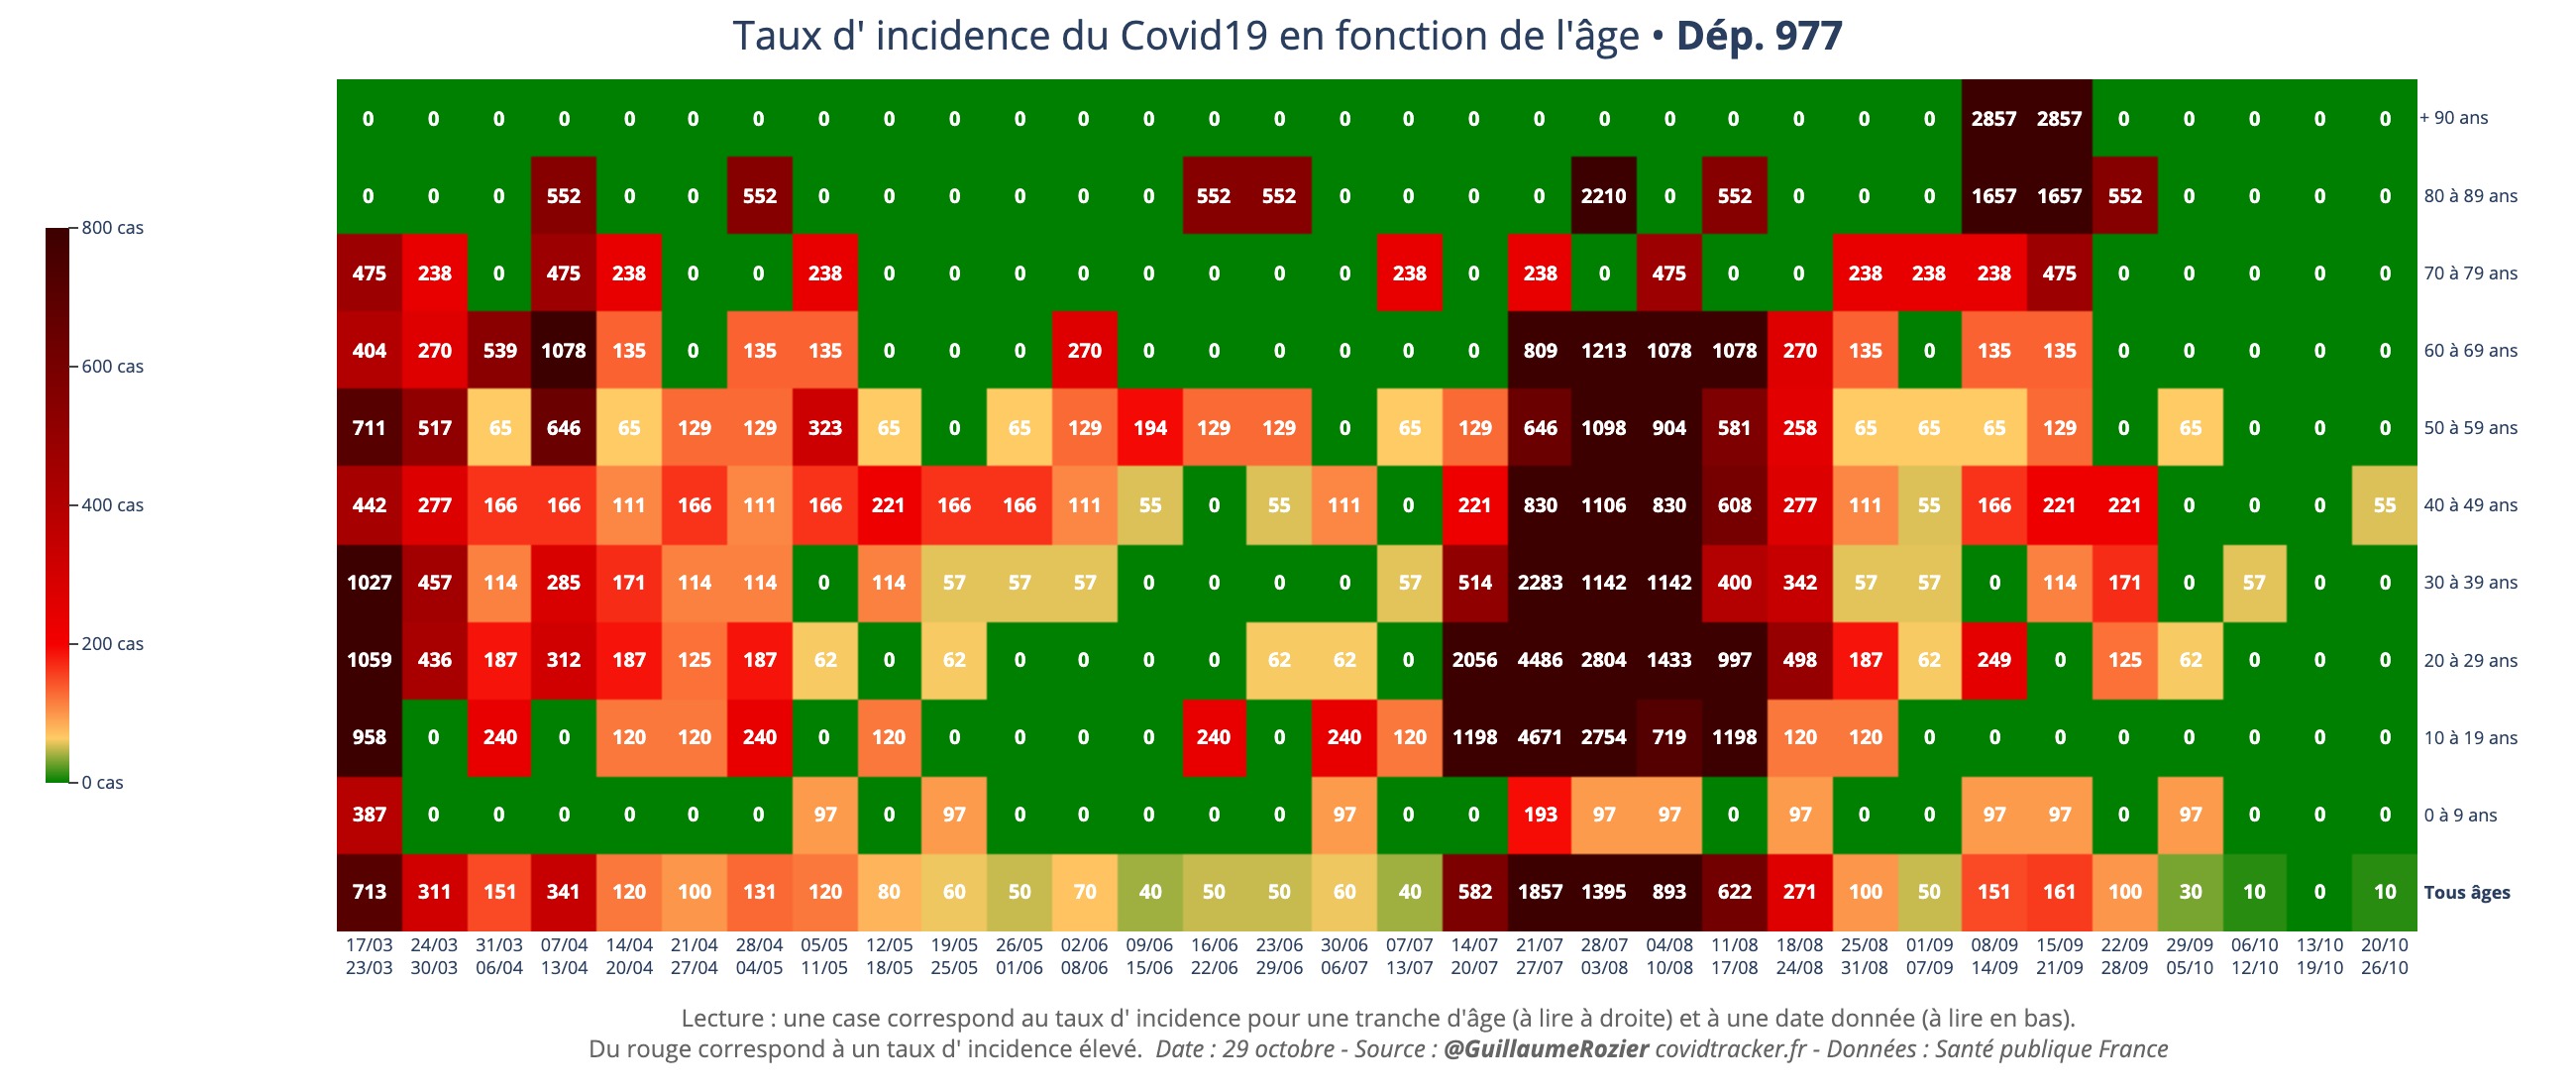 Taux d' incidence du Covid19 en fonction de l'âge • Dép. 977
0 0 0 0 0 0 0 0 0 0 0 0 0 0 0 0 0 0 0 0 0 0 0 0 0 2857 2857 0 0 0 0 0 + 90 ans
0 0 0 552 0 0 552 0 0 0 0 0 0 552 552 0 0 0 0 2210 0 552 0 0 0 1657 1657 552 0 0 0 0 80 à 89 ans
800 cas
475 238 0 475 238 0 0 238 0 0 0 0 0 0 0 0 238 0 238 0 475 0 0 238 238 238 475 0 0 0 0 0 70 à 79 ans
404 270 539 1078 135 0 135 135 0 0 0 270 0 0 0 0 0 0 809 1213 1078 1078 270 135 0 135 135 0 0 0 0 0 60 à 69 ans
600 cas
711 517 65 646 65 129 129 323 65 0 65 129 194 129 129 0 65 129 646 1098 904 581 258 65 65 65 129 0 65 0 0 0 50 à 59 ans
400 cas
442 277 166 166 111 166 111 166 221 166 166 111 55 0 55 111 0 221 830 1106 830 608 277 111 55 166 221 221 0 0 0 55 40 à 49 ans
1027 457 114 285 171 114 114 0 114 57 57 57 0 0 0 0 57 514 2283 1142 1142 400 342 57 57 0 114 171 0 57 0 0 30 à 39 ans
200 cas
1059 436 187 312 187 125 187 62 0 62 0 0 0 0 62 62 0 2056 4486 2804 1433 997 498 187 62 249 0 125 62 0 0 0 20 à 29 ans
958 0 240 0 120 120 240 0 120 0 0 0 0 240 0 240 120 1198 4671 2754 719 1198 120 120 0 0 0 0 0 0 0 0 10 à 19 ans
0 cas
387 0 0 0 0 0 0 97 0 97 0 0 0 0 0 97 0 0 193 97 97 0 97 0 0 97 97 0 97 0 0 0 0 à 9 ans
713 311 151 341 120 100 131 120 80 60 50 70 40 50 50 60 40 582 1857 1395 893 622 271 100 50 151 161 100 30 10 0 10 Tous âges
17/03 24/03 31/03 07/04 14/04 21/04 28/04 05/05 12/05 19/05 26/05 02/06 09/06 16/06 23/06 30/06 07/07 14/07 21/07 28/07 04/08 11/08 18/08 25/08 01/09 08/09 15/09 22/09 29/09 06/10 13/10 20/10
23/03 30/03 06/04 13/04 20/04 27/04 04/05 11/05 18/05 25/05 01/06 08/06 15/06 22/06 29/06 06/07 13/07 20/07 27/07 03/08 10/08 17/08 24/08 31/08 07/09 14/09 21/09 28/09 05/10 12/10 19/10 26/10
Lecture : une case correspond au taux d' incidence pour une tranche d'âge (à lire à droite) et à une date donnée (à lire en bas).
Du rouge correspond à un taux d' incidence élevé. Date : 29 octobre - Source : @GuillaumeRozier covidtracker.fr - Données : Santé publique France